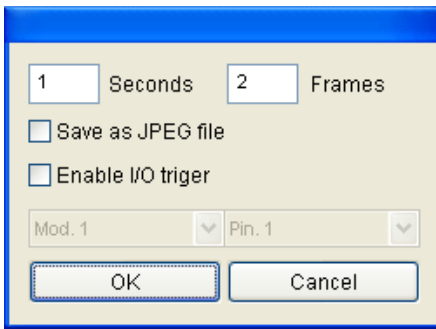 1 Seconds 2 Frames
Save as JPEG file
Enable I/O triger
Mod. 1 Pin. 1
OK Cancel